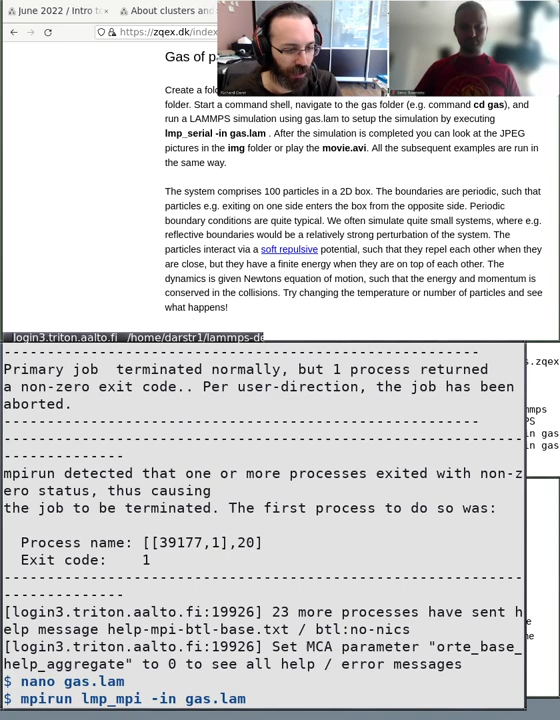 June 2022 / Intro t
×
About clusters and
https://zqex.dk/index
Gas of p
Create a fol
folder. Start a command shell, navigate to the gas folder (e.g. command cd gas), and
run a LAMMPS simulation using gas.lam to setup the simulation by executing
lmp_serial -in gas.lam . After the simulation is completed you can look at the JPEG
pictures in the img folder or play the movie.avi. All the subsequent examples are run in
the same way.
The system comprises 100 particles in a 2D box. The boundaries are periodic, such that
particles e.g. exiting on one side enters the box from the opposite side. Periodic
boundary conditions are quite typical. We often simulate quite small systems, where e.g.
reflective boundaries would be a relatively strong perturbation of the system. The
particles interact via a soft repulsive potential, such that they repel each other when they
are close, but they have a finite energy when they are on top of each other. The
dynamics is given Newtons equation of motion, such that the energy and momentum is
conserved in the collisions. Try changing the temperature or number of particles and see
what happens!
login3.triton.aalto.fi /home/darstr1/lammps-de
-------------------------------------------------------
Primary job  terminated normally, but 1 process returned
a non-zero exit code.. Per user-direction, the job has been
aborted.
-------------------------------------------------------
------------------------------------------------------------
--------------
mpirun detected that one or more processes exited with non-z
ero status, thus causing
the job to be terminated. The first process to do so was:
Process name: [[39177,1],20]
Exit code:    1
------------------------------------------------------------
--------------
[login3.triton.aalto.fi:19926] 23 more processes have sent h
elp message help-mpi-btl-base.txt / btl:no-nics
[login3.triton.aalto.fi:19926] Set MCA parameter "orte_base_
help_aggregate" to 0 to see all help / error messages
$ nano gas.lam
$ mpirun lmp_mpi -in gas.lam
s.zqex
mmps
PS
in gas
in gas
e
me